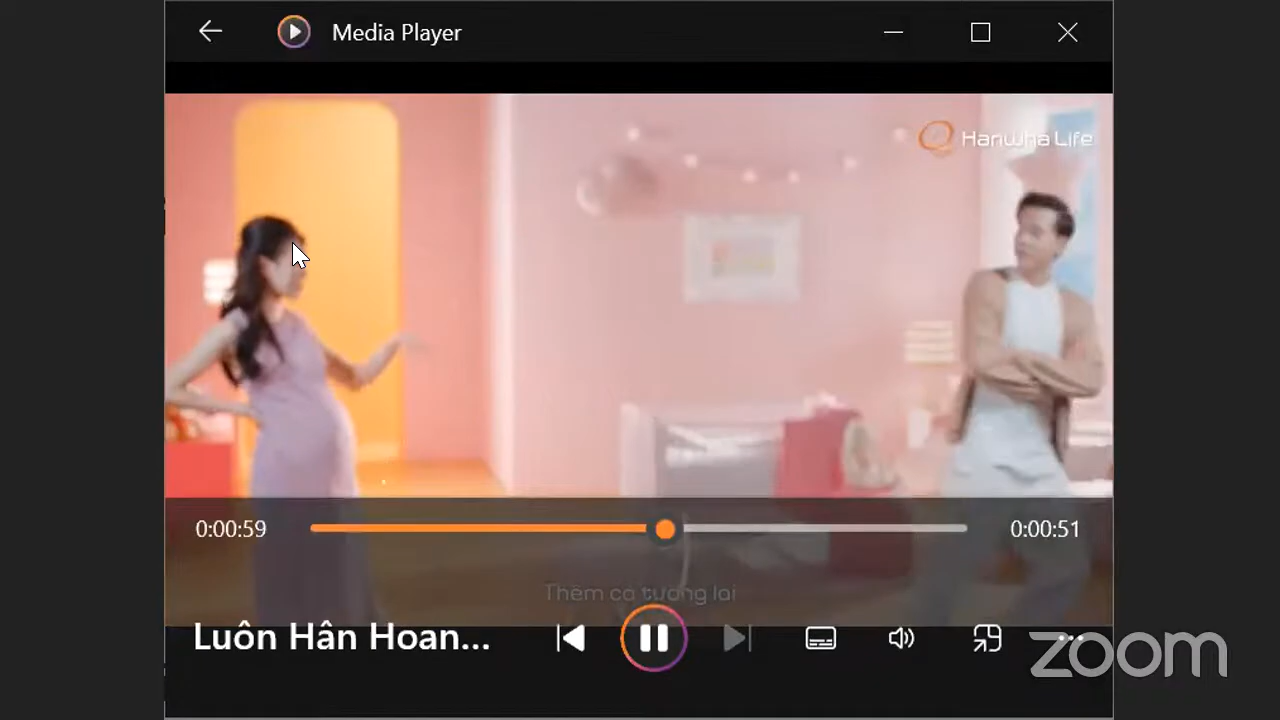 Media Player
Hanwha Life
0:00:59
0:00:51
Thêm cả tương lai
Luôn Hân Hoan...
zoom